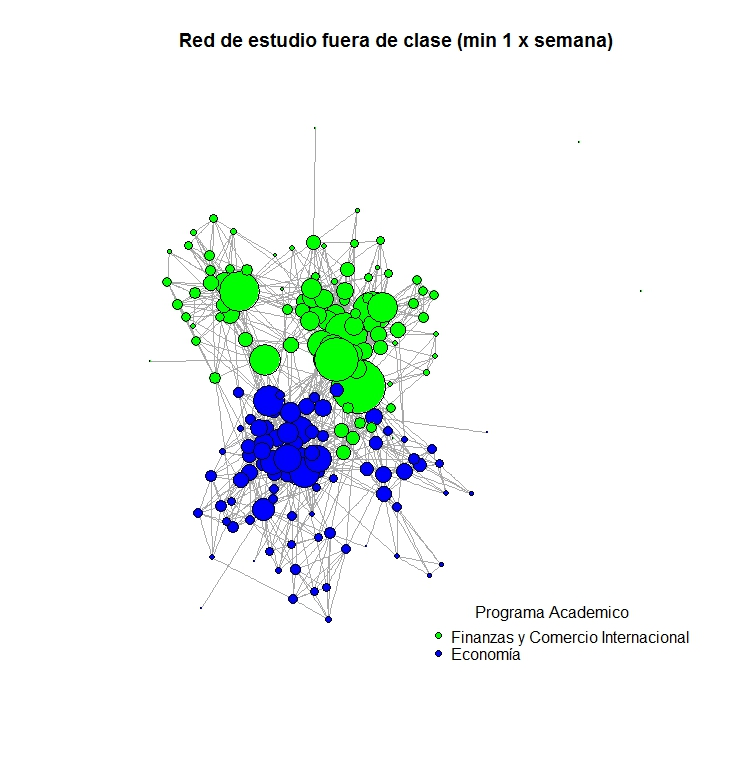 Red de estudio fuera de clase (min 1 x semana)
Programa Academico
Finanzas y Comercio Internacional
Economía